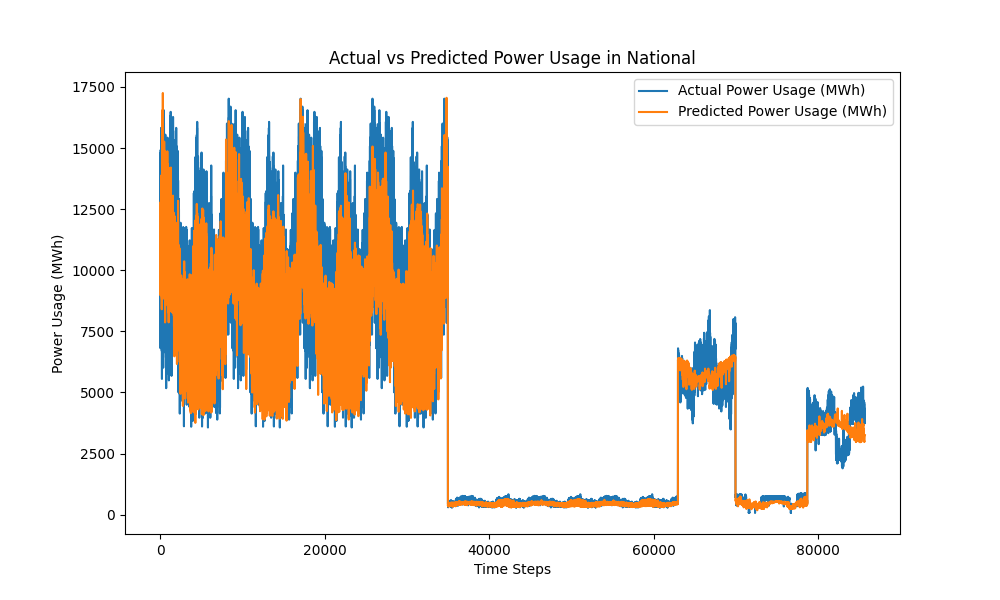 Actual vs Predicted Power Usage in National
Actual Power Usage (MWh)
Predicted Power Usage (MWh)
Power Usage (MWh)
17500
15000
12500
10000
7500
5000
2500
0
0 20000 40000 60000 80000
Time Steps